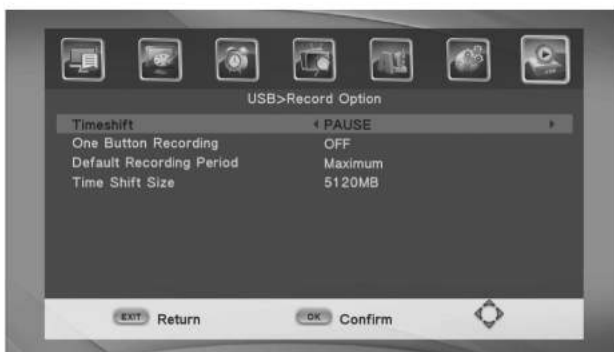 USB>Record Option
Timeshift PAUSE
One Button Recording OFF
Default Recording Period Maximum
Time Shift Size 5120MB
EXIT Return OK Confirm